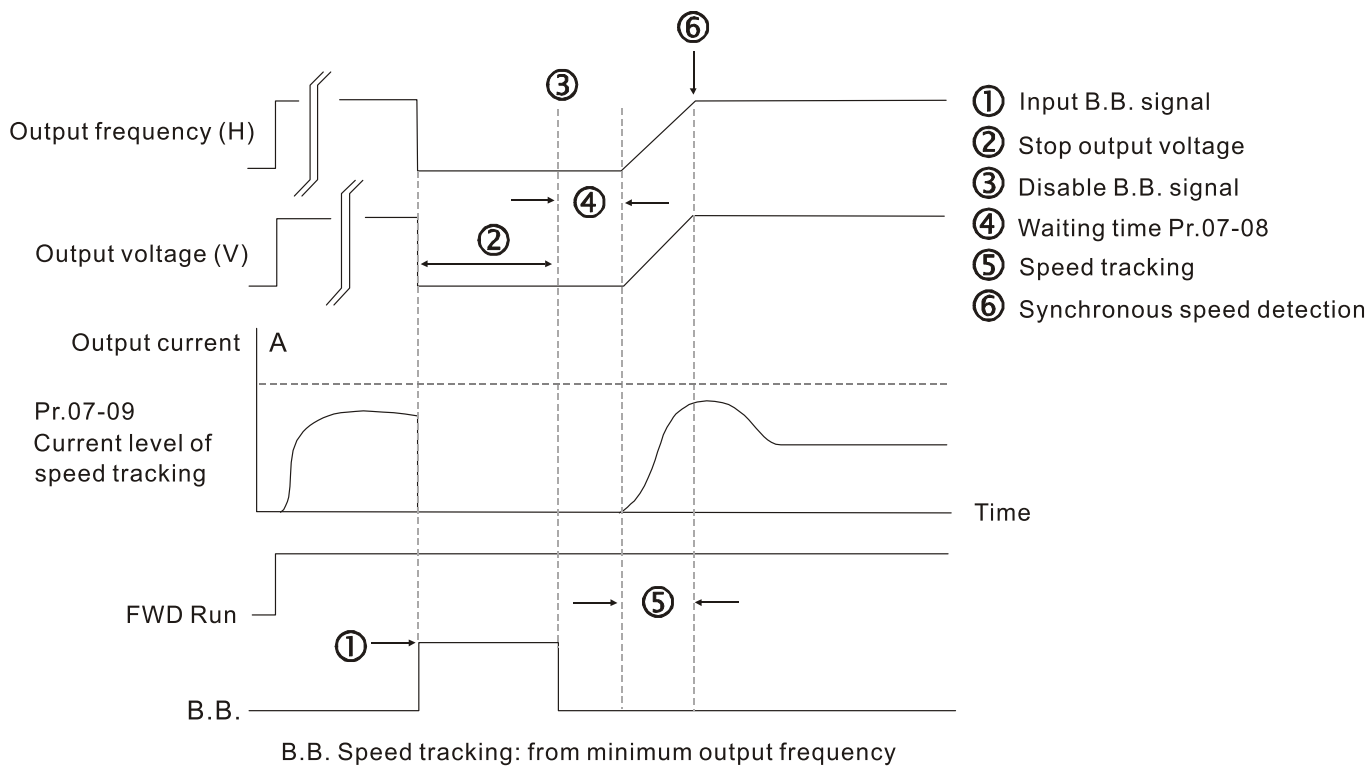 ⑥
③
Output frequency (H)
④
②
Output voltage (V)
① Input B.B. signal
② Stop output voltage
③ Disable B.B. signal
④ Waiting time Pr.07-08
⑤ Speed tracking
⑥ Synchronous speed detection
Output current
A
Pr.07-09
Current level of
speed tracking
Time
FWD Run
⑤
①
B.B.
B.B. Speed tracking: from minimum output frequency